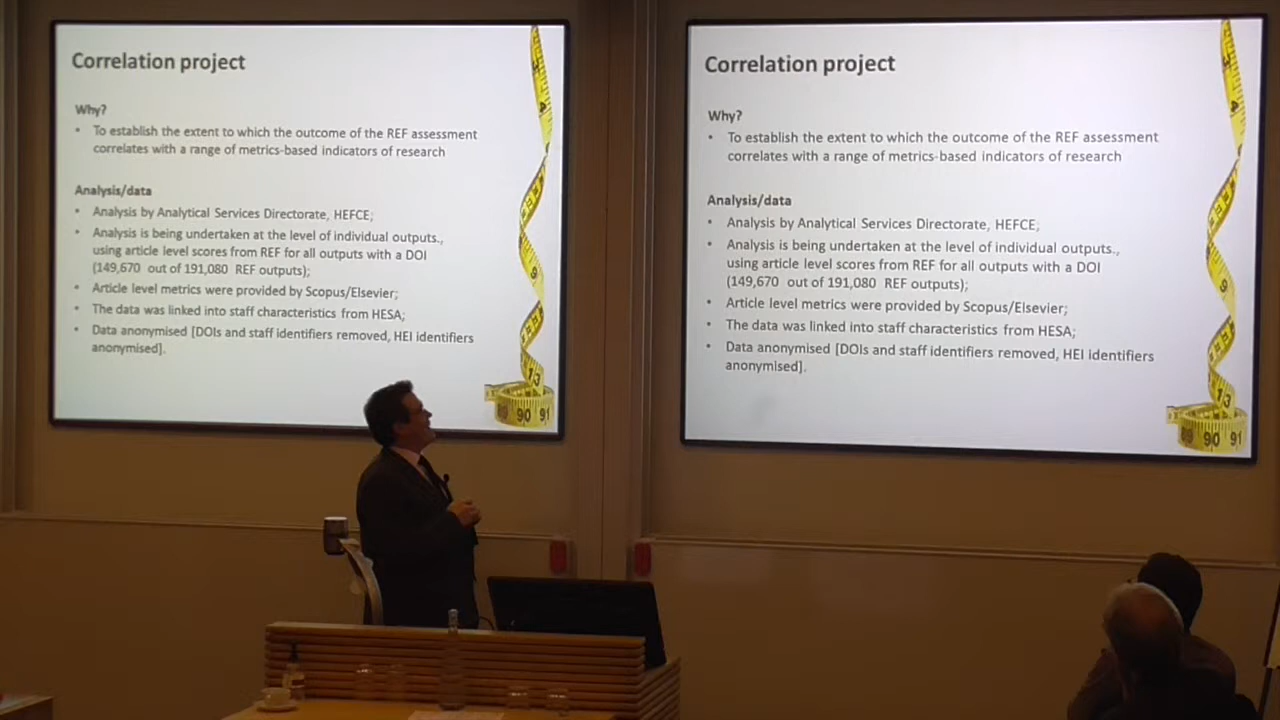 Correlation project
Why?
• To establish the extent to which the outcome of the REF assessment
correlates with a range of metrics-based indicators of research
Analysis/data
• Analysis by Analytical Services Directorate, HEFCE;
• Analysis is being undertaken at the level of individual outputs.,
using article level scores from REF for all outputs with a DOI
(149,670 out of 191,080 REF outputs);
• Article level metrics were provided by Scopus/Elsevier;
• The data was linked into staff characteristics from HESA;
• Data anonymised [DOIs and staff identifiers removed, HEI identifiers
anonymised].
13
90 91
Correlation project
Why?
• To establish the extent to which the outcome of the REF assessment
correlates with a range of metrics-based indicators of research
Analysis/data
• Analysis by Analytical Services Directorate, HEFCE;
• Analysis is being undertaken at the level of individual outputs.,
using article level scores from REF for all outputs with a DOI
(149,670 out of 191,080 REF outputs);
• Article level metrics were provided by Scopus/Elsevier;
• The data was linked into staff characteristics from HESA;
• Data anonymised [DOIs and staff identifiers removed, HEI identifiers
anonymised].
13
90 91